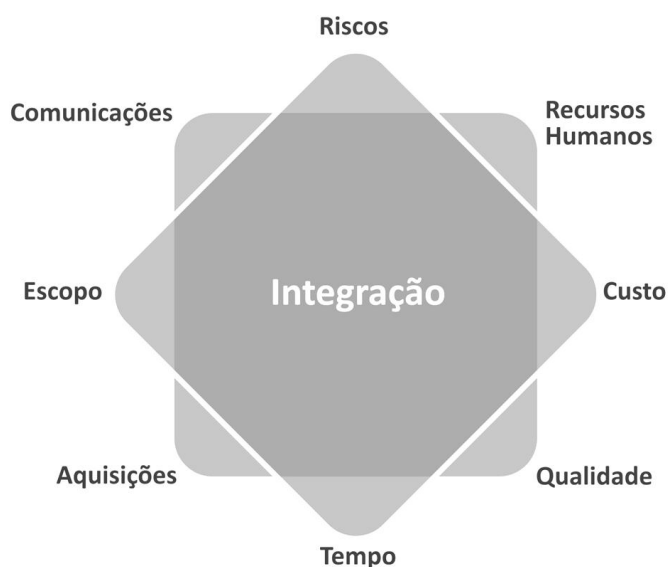 Riscos
Comunicações
Recursos
Humanos
Escopo
Integração
Custo
Aquisições
Qualidade
Tempo